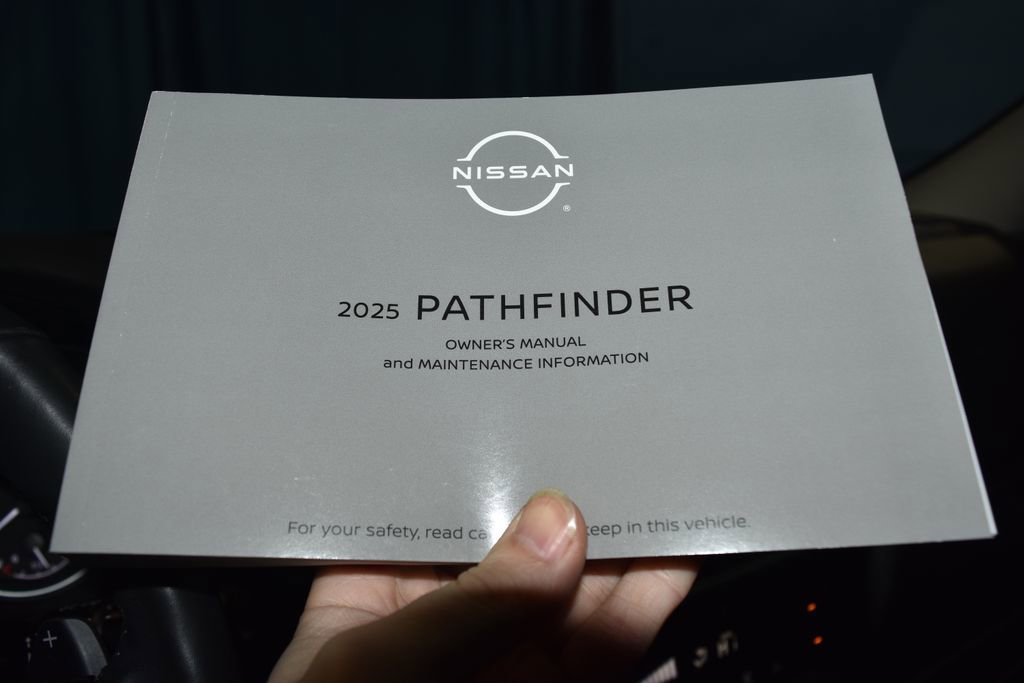 NISSAN
®
2025 PATHFINDER
OWNER'S MANUAL
and MAINTENANCE INFORMATION
For your safety, read in this vehicle.
+